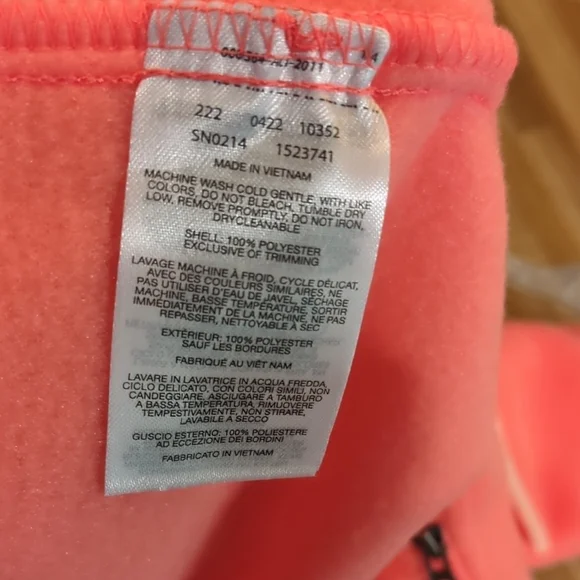 222 0422 10352
SN0214 1523741
MADE IN VIETNAM
MACHINE WASH COLD GENTLE, WITH LIKE
COLORS, DO NOT BLEACH, TUMBLE DRY
LOW, REMOVE PROMPTLY, DO NOT IRON,
DRYCLEANABLE
SHELL: 100% POLYESTER
EXCLUSIVE OF TRIMMING
LAVAGE MACHINE À FROID, CYCLE DÉLICAT,
AVEC DES COULEURS SIMILAIRES, NE
PAS UTILISER D'EAU DE JAVEL, SÉCHAGE
MACHINE, BASSE TEMPÉRATURE, SORTIR
IMMÉDIATEMENT DE LA MACHINE, NE PAS
REPASSER, NETTOYABLE À SEC
EXTÉRIEUR: 100% POLYESTER
SAUF LES BORDURES
FABRIQUÉ AU VIÊT NAM
LAVARE IN LAVATRICE IN ACQUA FREDDA,
CICLO DELICATO, CON COLORI SIMILI, NON
CANDEGGIARE, ASCIUGARE A TAMBURO
A BASSA TEMPERATURA, RIMUOVERE
TEMPESTIVAMENTE, NON STIRARE,
LAVABILE A SECCO
GUSCIO ESTERNO: 100% POLIESTERE
AD ECCEZIONE DEI BORDINI
FABBRICATO IN VIETNAM